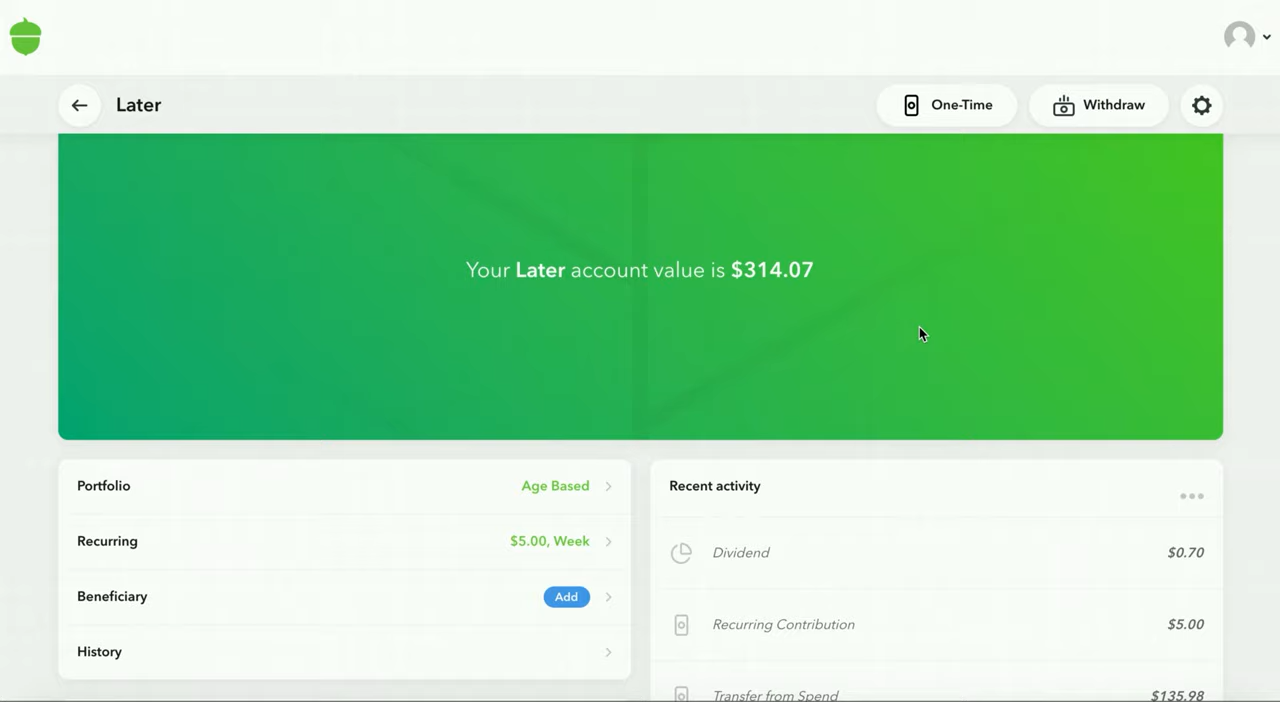 Later
One-Time
Withdraw
Your Later account value is $314.07
Portfolio
Age Based
Recurring
$5.00, Week
Beneficiary
Add
History
Recent activity
Dividend
$0.70
Recurring Contribution
$5.00
Transfer from Spend
$135.98